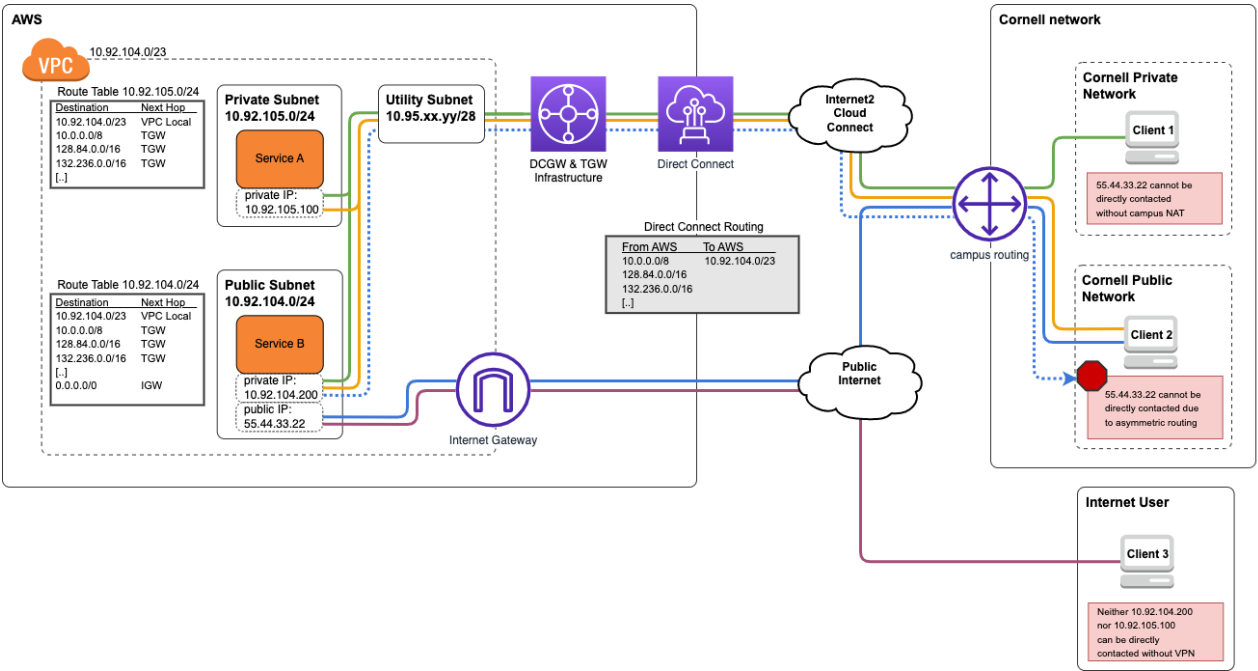 AWS
VPC
10.92.104.0/23
Route Table 10.92.105.0/24
Destination Next Hop
10.92.104.0/23 VPC Local
10.0.0.0/8 TGW
128.84.0.0/16 TGW
132.236.0.0/16 TGW
[..]
Private Subnet
10.92.105.0/24
Service A
private IP:
10.92.105.100
Utility Subnet
10.95.xx.yy/28
DCGW & TGW
Infrastructure
Direct Connect
Internet2
Cloud
Connect
Direct Connect Routing
From AWS To AWS
10.0.0.0/8 10.92.104.0/23
128.84.0.0/16
132.236.0.0/16
[..]
Route Table 10.92.104.0/24
Destination Next Hop
10.92.104.0/23 VPC Local
10.0.0.0/8 TGW
128.84.0.0/16 TGW
132.236.0.0/16 TGW
[..]
0.0.0.0/0 IGW
Public Subnet
10.92.104.0/24
Service B
private IP:
10.92.104.200
public IP:
55.44.33.22
Internet Gateway
Public
Internet
Cornell network
campus routing
Cornell Private
Network
Client 1
55.44.33.22 cannot be
directly contacted
without campus NAT
Cornell Public
Network
Client 2
55.44.33.22 cannot be
directly contacted due
to asymmetric routing
Internet User
Client 3
Neither 10.92.104.200
nor 10.92.105.100
can be directly
contacted without VPN